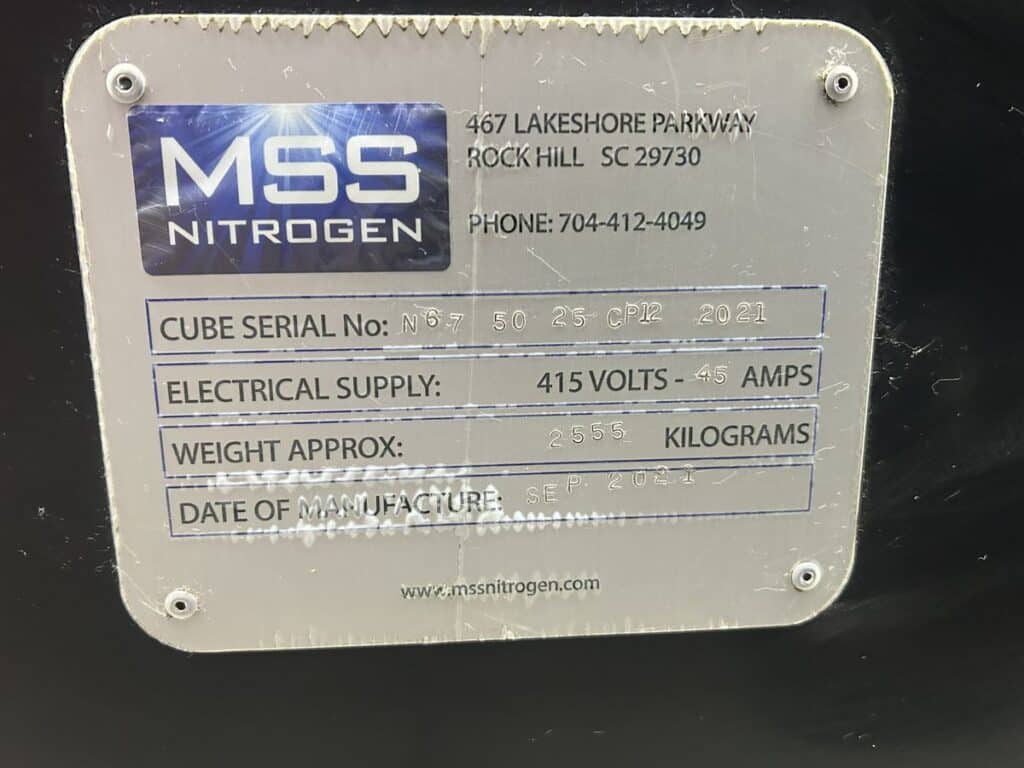 MSS
NITROGEN
467 LAKESHORE PARKWAY
ROCK HILL SC 29730
PHONE: 704-412-4049
CUBE SERIAL No: N67 50 25 CP12 2021
ELECTRICAL SUPPLY: 415 VOLTS - 45 AMPS
WEIGHT APPROX: 2555 KILOGRAMS
DATE OF MANUFACTURE: SEP. 2021
www.mssnitrogen.com